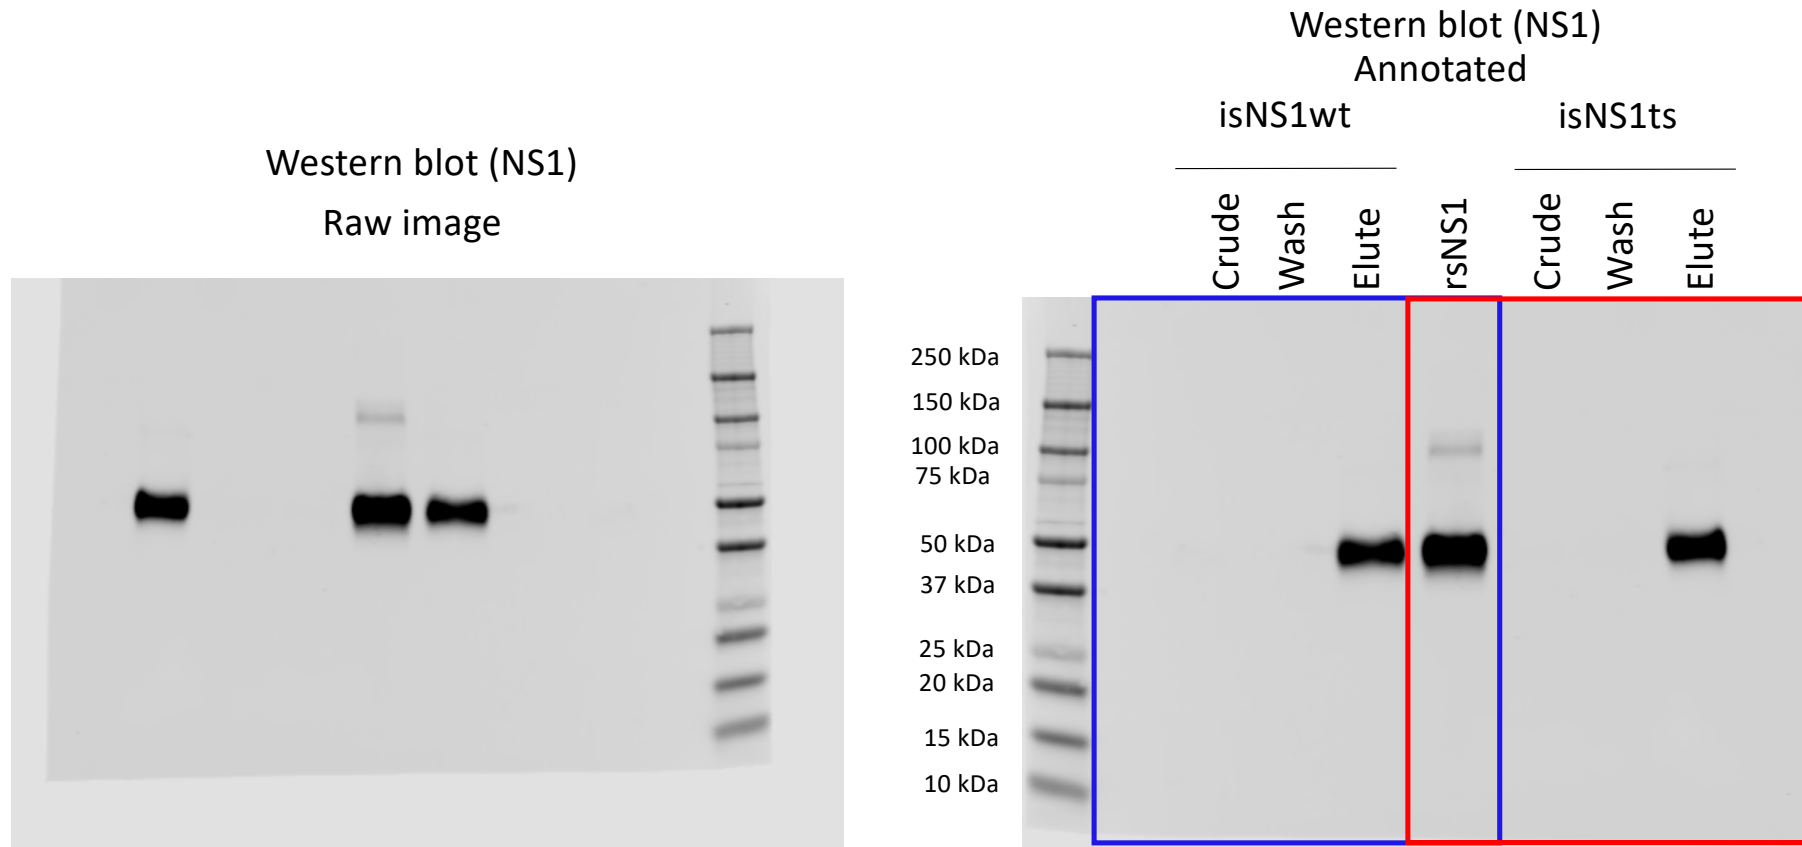 Western blot (NS1)
Raw image
Western blot (NS1)
Annotated
isNS1wt
isNS1ts
Crude
Wash
Elute
rsNS1
Crude
Wash
Elute
250 kDa
150 kDa
100 kDa
75 kDa
50 kDa
37 kDa
25 kDa
20 kDa
15 kDa
10 kDa